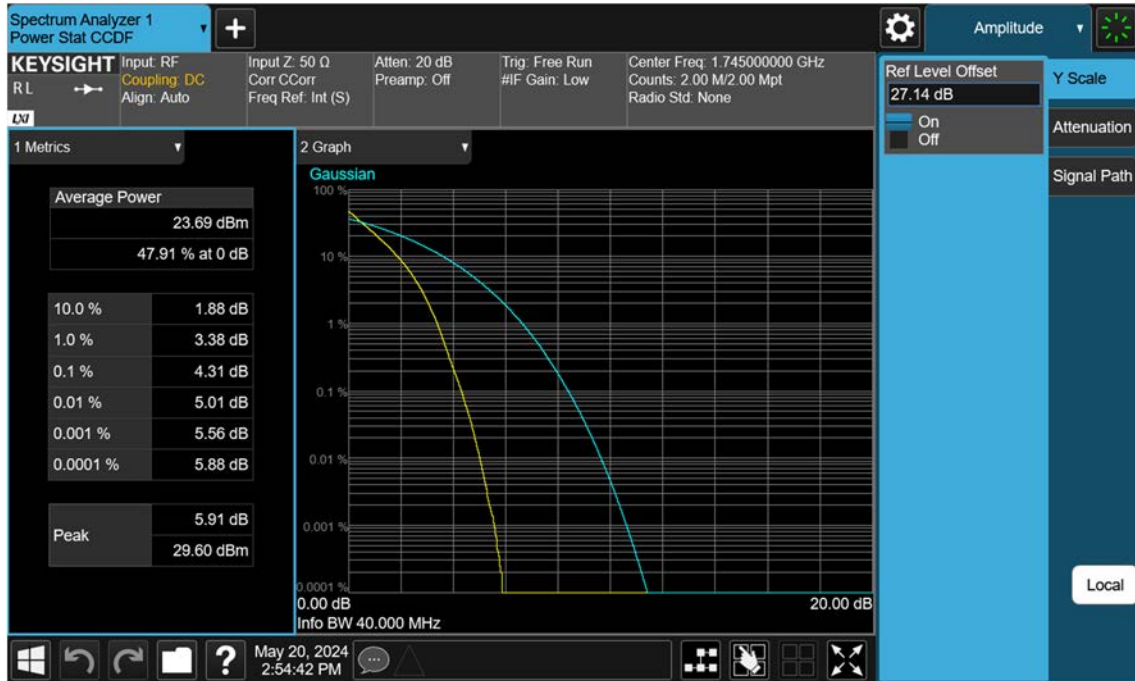 Spectrum Analyzer 1
Power Stat CCDF
+
Amplitude
KEYSIGHT
R L
LXI
Input: RF
Coupling: DC
Align: Auto
Input Z: 50 Ω
Corr CCorr
Freq Ref: Int (S)
Atten: 20 dB
Preamp: Off
Trig: Free Run
#IF Gain: Low
Center Freq: 1.745000000 GHz
Counts: 2.00 M/2.00 Mpt
Radio Std: None
Ref Level Offset
27.14 dB
On
Off
Y Scale
Attenuation
Signal Path
1 Metrics
Average Power
23.69 dBm
47.91 % at 0 dB
10.0 % 1.88 dB
1.0 % 3.38 dB
0.1 % 4.31 dB
0.01 % 5.01 dB
0.001 % 5.56 dB
0.0001 % 5.88 dB
Peak
5.91 dB
29.60 dBm
2 Graph
Gaussian
100 %
10 %
1 %
0.1 %
0.01 %
0.001 %
0.0001 %
0.00 dB 20.00 dB
Info BW 40.000 MHz
Local
?
May 20, 2024
2:54:42 PM